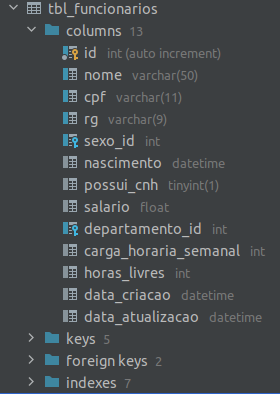 tbl_funcionarios
columns 13
id int (auto increment)
nome varchar(50)
cpf varchar(11)
rg varchar(9)
sexo_id int
nascimento datetime
possui_cnh tinyint(1)
salario float
departamento_id int
carga_horaria_semanal int
horas_livres int
data_criacao datetime
data_atualizacao datetime
keys 5
foreign keys 2
indexes 7